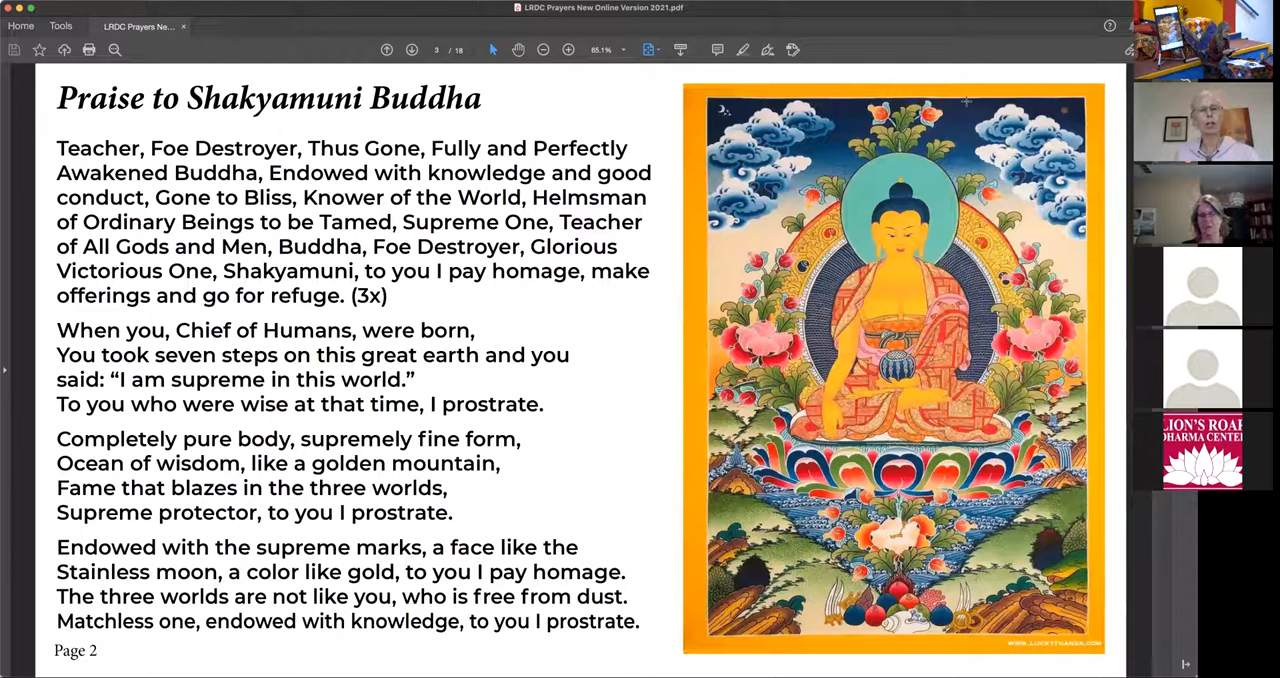 LRDC Prayers New Online Version 2021.pdf
Home
Tools
LRDC Prayers Ne...
3 / 18
65.1%
Praise to Shakyamuni Buddha
Teacher, Foe Destroyer, Thus Gone, Fully and Perfectly
Awakened Buddha, Endowed with knowledge and good
conduct, Gone to Bliss, Knower of the World, Helmsman
of Ordinary Beings to be Tamed, Supreme One, Teacher
of All Gods and Men, Buddha, Foe Destroyer, Glorious
Victorious One, Shakyamuni, to you I pay homage, make
offerings and go for refuge. (3x)
When you, Chief of Humans, were born,
You took seven steps on this great earth and you
said: “I am supreme in this world.”
To you who were wise at that time, I prostrate.
Completely pure body, supremely fine form,
Ocean of wisdom, like a golden mountain,
Fame that blazes in the three worlds,
Supreme protector, to you I prostrate.
Endowed with the supreme marks, a face like the
Stainless moon, a color like gold, to you I pay homage.
The three worlds are not like you, who is free from dust.
Matchless one, endowed with knowledge, to you I prostrate.
Page 2
WWW.LUCKYTHANKA.COM
LION'S ROAR
DHARMA CENTER